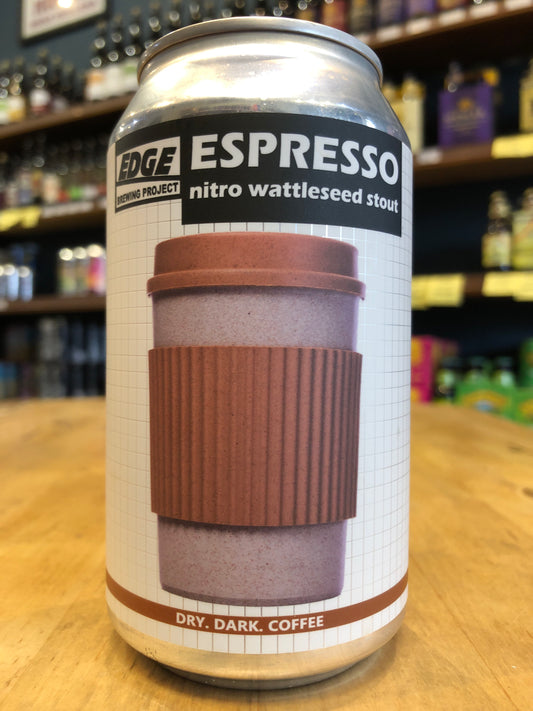 EDGE
BREWING PROJECT
ESPRESSO
nitro wattleseed stout
DRY. DARK. COFFEE